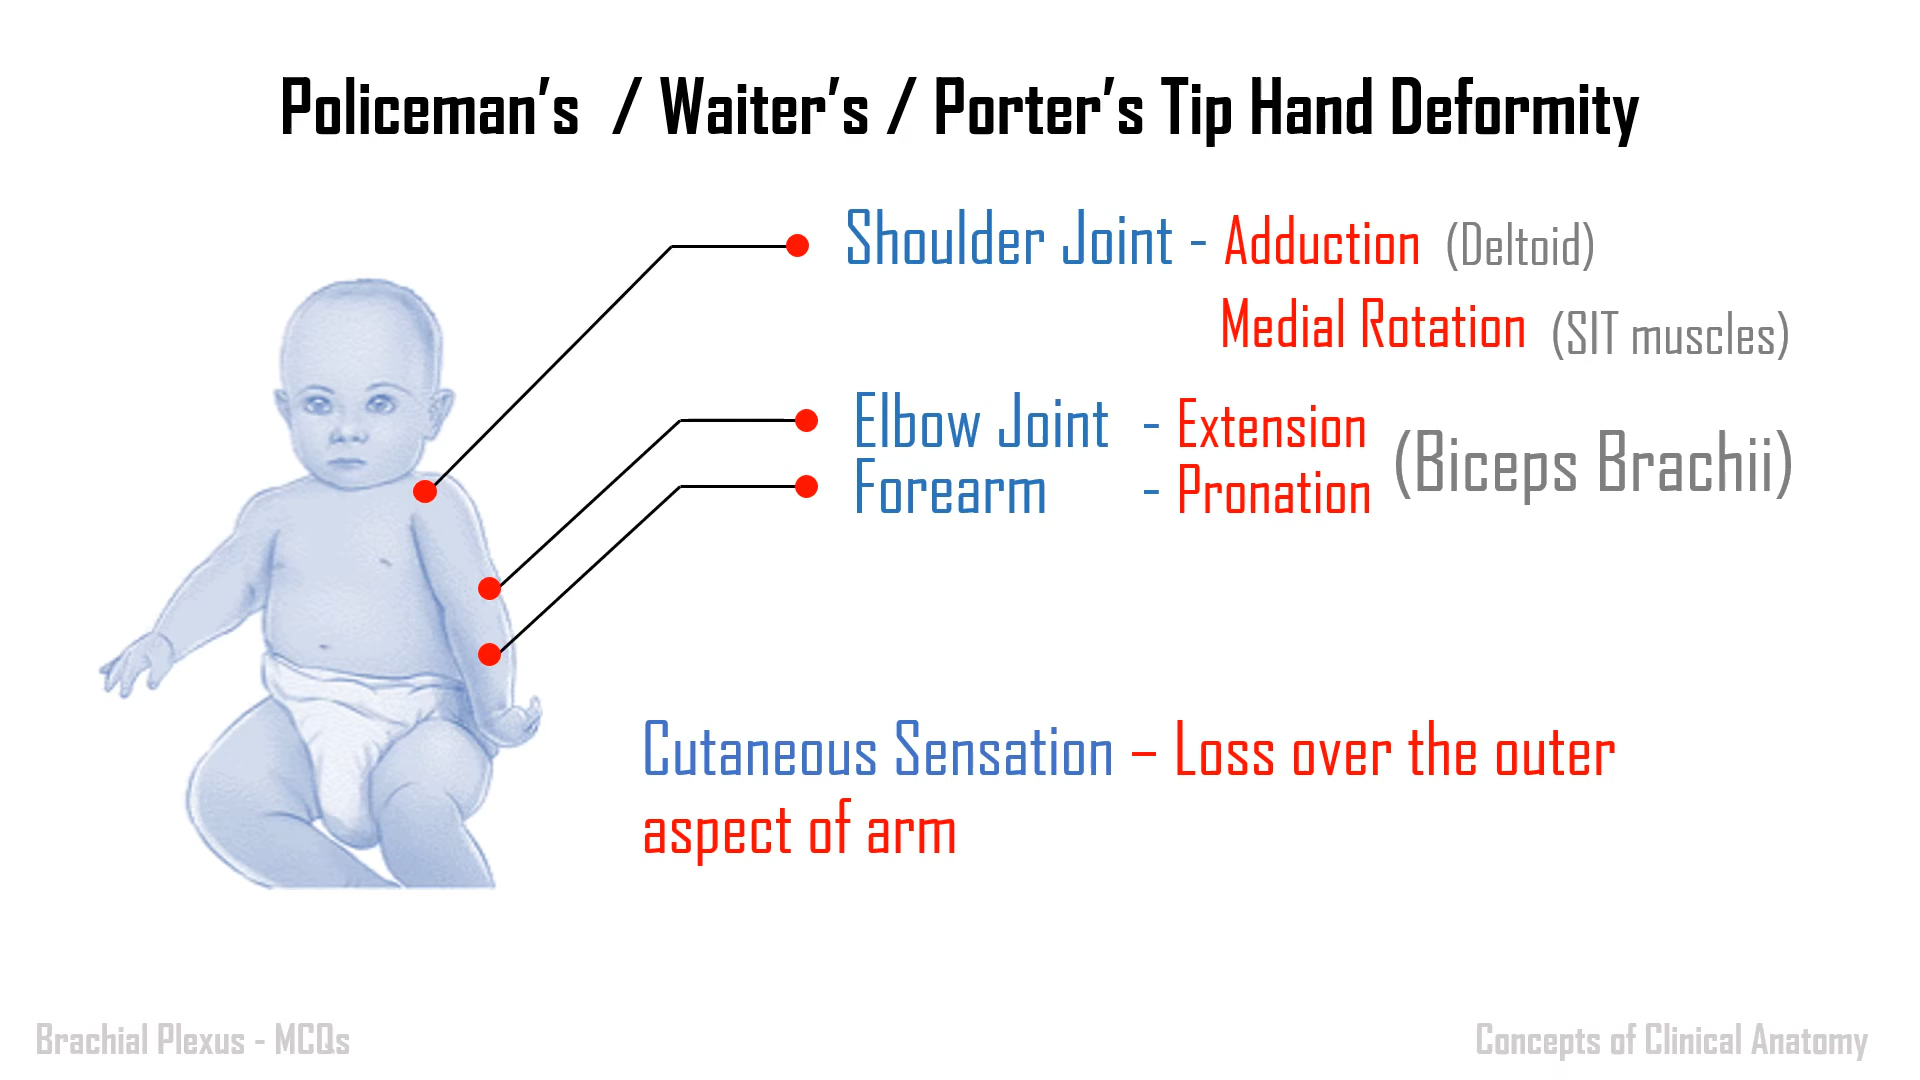 Policeman’s / Waiter’s / Porter’s Tip Hand Deformity
Shoulder Joint - Adduction (Deltoid)
Medial Rotation (SIT muscles)
Elbow Joint - Extension
Forearm - Pronation
(Biceps Brachii)
Cutaneous Sensation – Loss over the outer
aspect of arm
Brachial Plexus - MCQs
Concepts of Clinical Anatomy